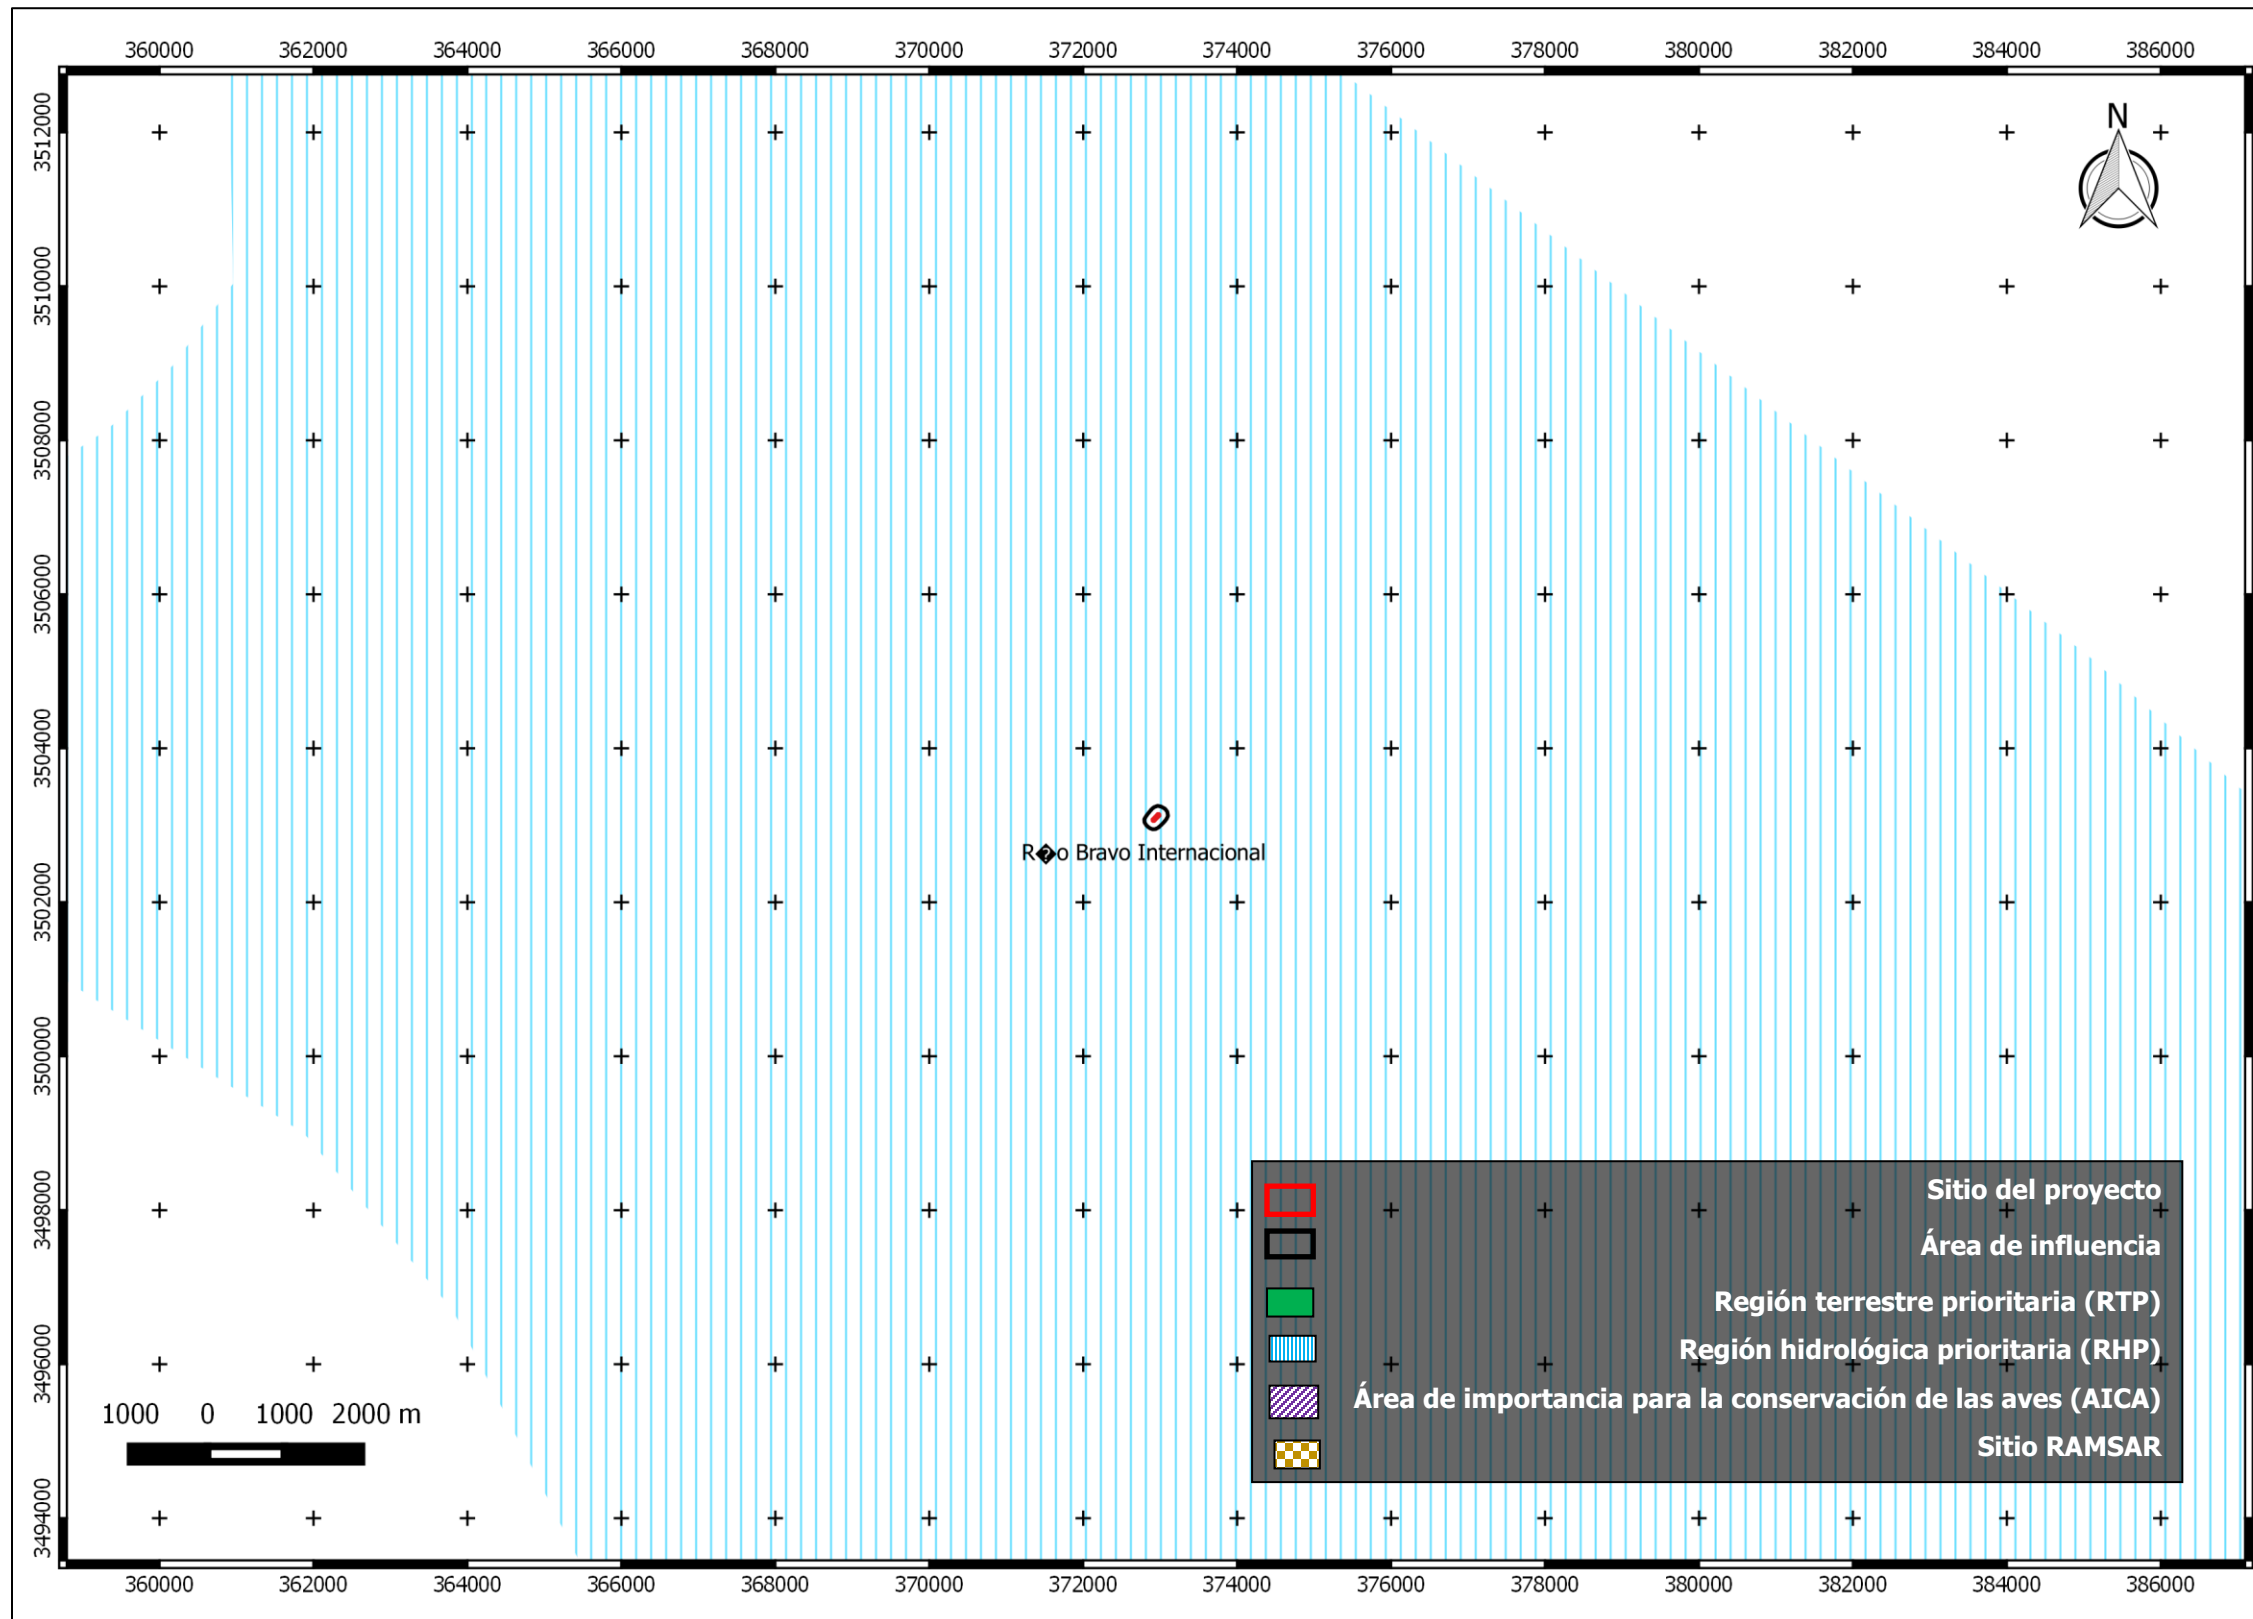 360000 362000 364000 366000 368000 370000 372000 374000 376000 378000 380000 382000 384000 386000
N
3512000
3510000
3508000
3506000
3504000
3502000
3500000
3498000
3496000
3494000
R�o Bravo Internacional
Sitio del proyecto
Área de influencia
Región terrestre prioritaria (RTP)
Región hidrológica prioritaria (RHP)
Área de importancia para la conservación de las aves (AICA)
Sitio RAMSAR
1000 0 1000 2000 m
360000 362000 364000 366000 368000 370000 372000 374000 376000 378000 380000 382000 384000 386000